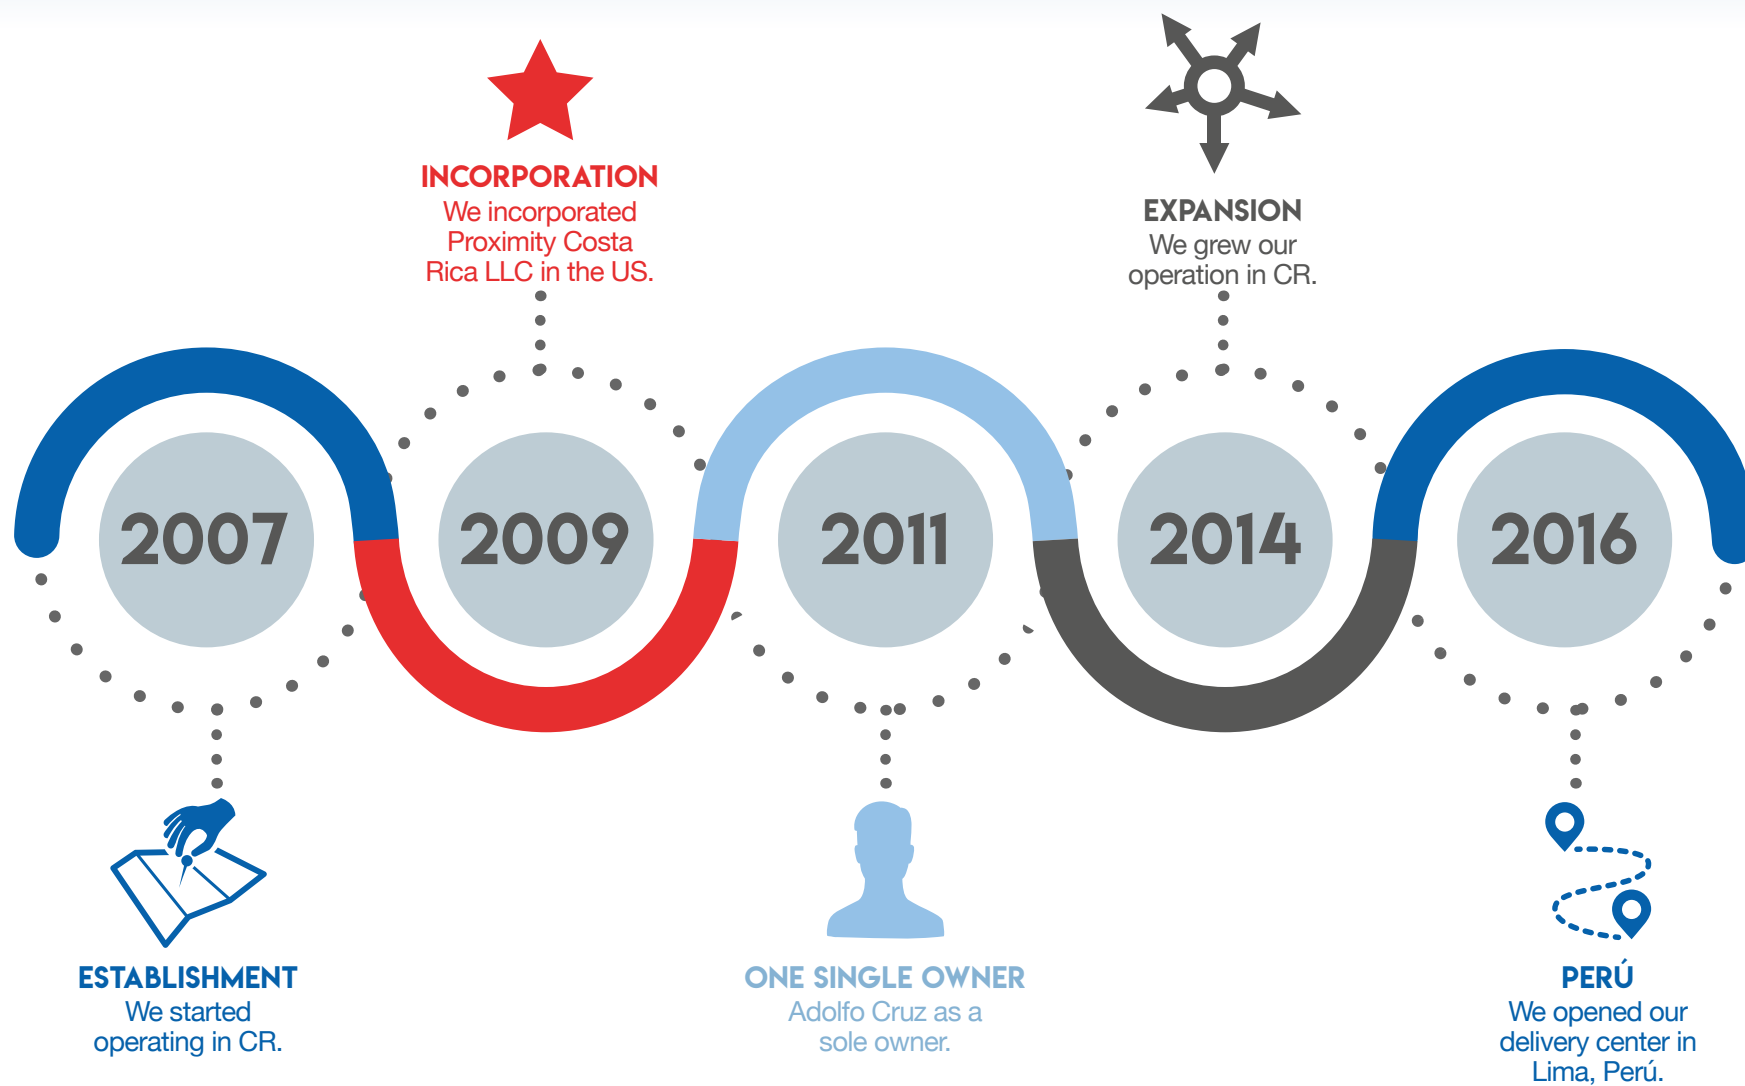 INCORPORATION
We incorporated
Proximity Costa
Rica LLC in the US.
EXPANSION
We grew our
operation in CR.
2007
2009
2011
2014
2016
ESTABLISHMENT
We started
operating in CR.
ONE SINGLE OWNER
Adolfo Cruz as a
sole owner.
PERÚ
We opened our
delivery center in
Lima, Perú.